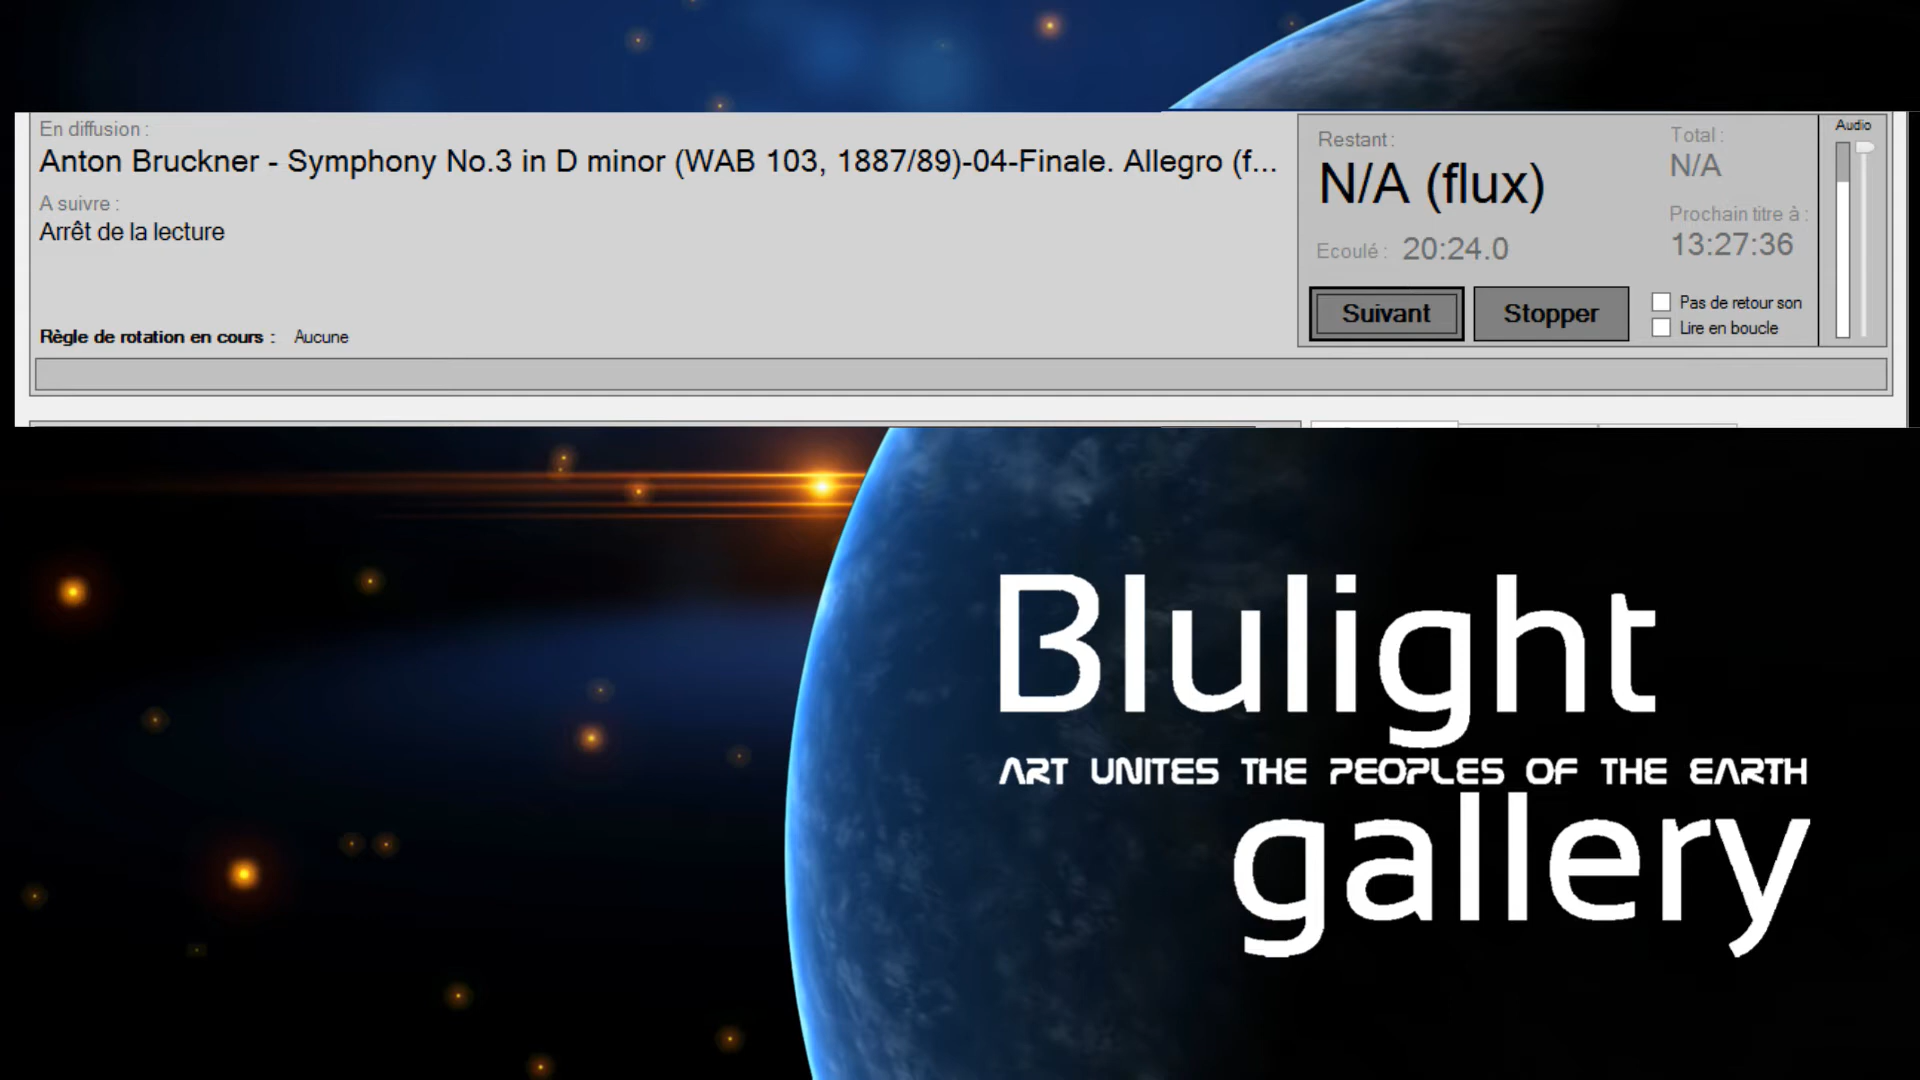 En diffusion :
Anton Bruckner - Symphony No.3 in D minor (WAB 103, 1887/89)-04-Finale. Allegro (f...
A suivre :
Arrêt de la lecture
Règle de rotation en cours : Aucune
Restant :
N/A (flux)
Ecoulé : 20:24.0
Total :
N/A
Prochain titre à :
13:27:36
Suivant
Stopper
Pas de retour son
Lire en boucle
Audio
Blulight
ART UNITES THE PEOPLES OF THE EARTH
gallery